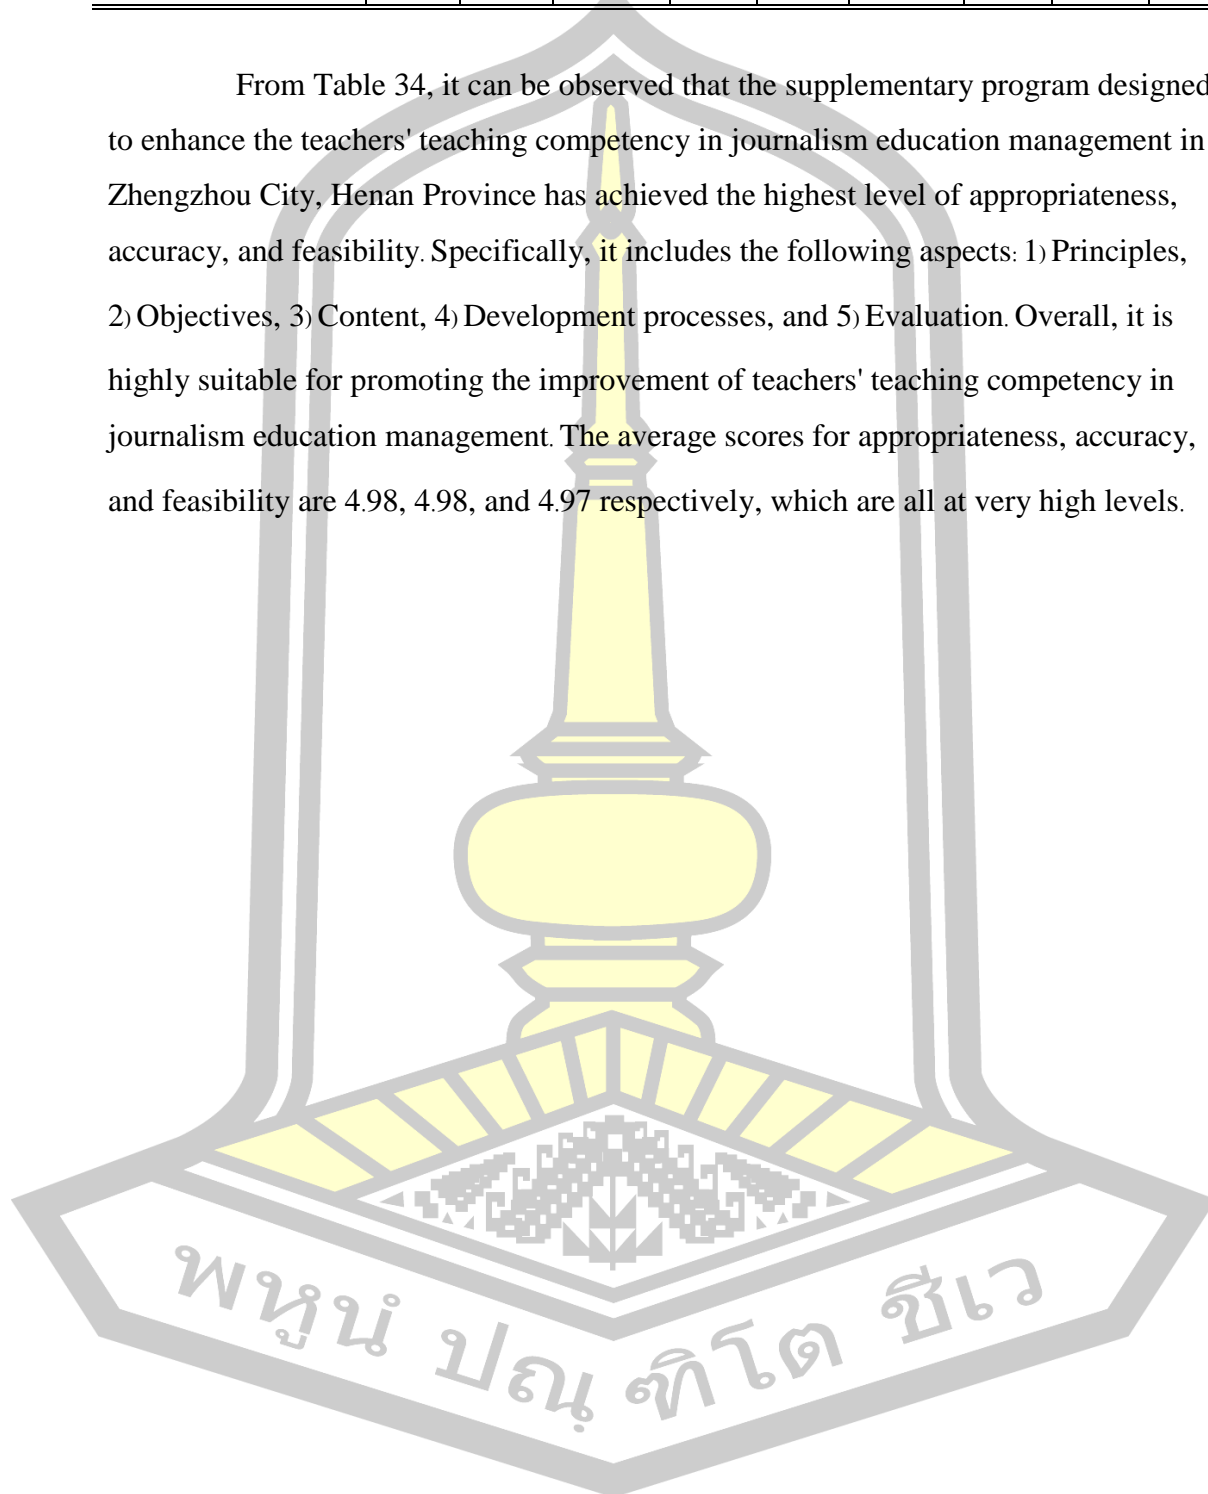 From Table 34, it can be observed that the supplementary program designed
to enhance the teachers' teaching competency in journalism education management in
Zhengzhou City, Henan Province has achieved the highest level of appropriateness,
accuracy, and feasibility. Specifically, it includes the following aspects: 1) Principles,
2) Objectives, 3) Content, 4) Development processes, and 5) Evaluation. Overall, it is
highly suitable for promoting the improvement of teachers' teaching competency in
journalism education management. The average scores for appropriateness, accuracy,
and feasibility are 4.98, 4.98, and 4.97 respectively, which are all at very high levels.
พหูนํ ปณฺฑิโต ชีเว